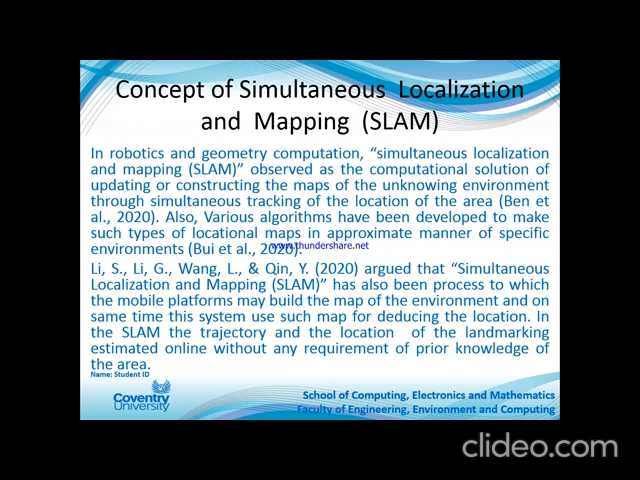 Concept of Simultaneous Localization
and Mapping (SLAM)
In robotics and geometry computation, “simultaneous localization
and mapping (SLAM)” observed as the computational solution of
updating or constructing the maps of the unknowing environment
through simultaneous tracking of the location of the area (Ben et
al., 2020). Also, Various algorithms have been developed to make
such types of locational maps in approximate manner of specific
environments (Bui et al., 2020).
www.thundershare.net
Li, S., Li, G., Wang, L., & Qin, Y. (2020) argued that “Simultaneous
Localization and Mapping (SLAM)” has also been process to which
the mobile platforms may build the map of the environment and on
same time this system use such map for deducing the location. In
the SLAM the trajectory and the location of the landmarking
estimated online without any requirement of prior knowledge of
the area.
Name: Student ID
Coventry
University
School of Computing, Electronics and Mathematics
Faculty of Engineering, Environment and Computing
clideo.com